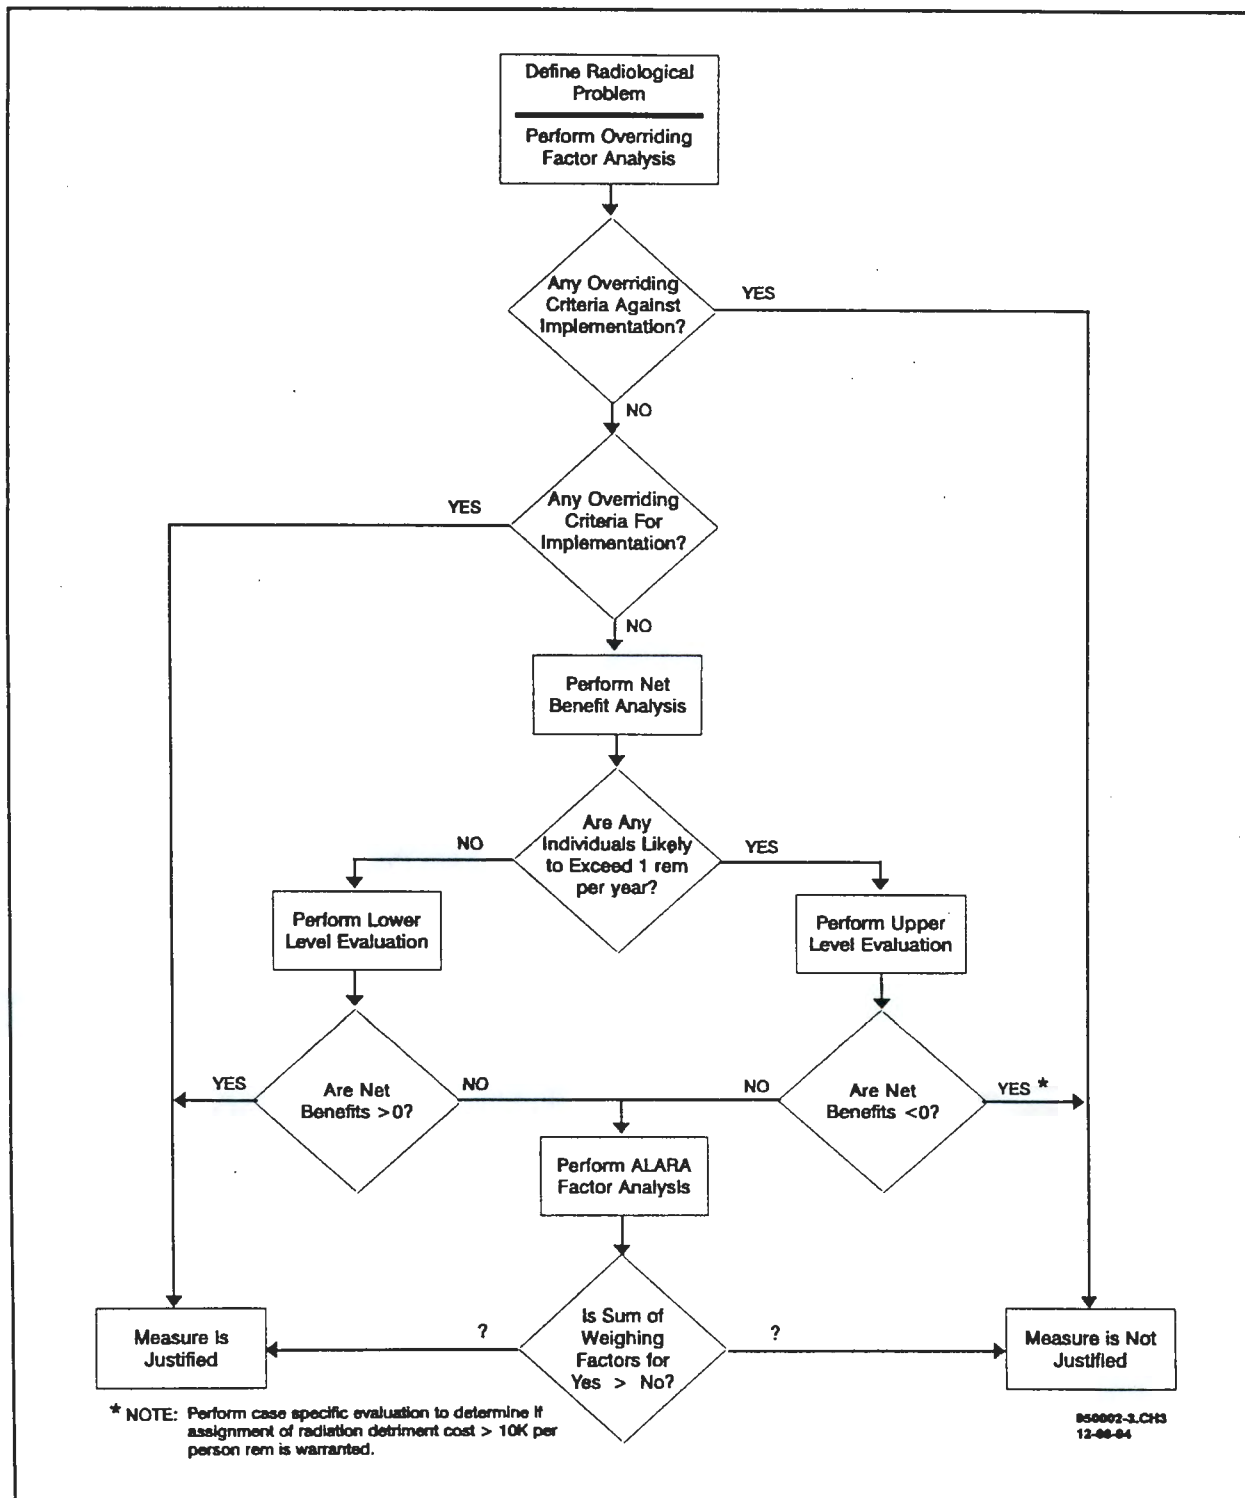 Define Radiological
Problem
Perform Overriding
Factor Analysis
Any Overriding
Criteria Against
Implementation?
YES
NO
Any Overriding
Criteria For
Implementation?
YES
NO
Perform Net
Benefit Analysis
Are Any
Individuals Likely
to Exceed 1 rem
per year?
NO
YES
Perform Lower
Level Evaluation
Perform Upper
Level Evaluation
Are Net
Benefits >0?
YES
NO
NO
Are Net
Benefits <0?
YES *
Perform ALARA
Factor Analysis
Is Sum of
Weighing
Factors for
Yes > No?
?
?
Measure is
Justified
Measure is Not
Justified
* NOTE: Perform case specific evaluation to determine if
assignment of radiation detriment cost > 10K per
person rem is warranted.